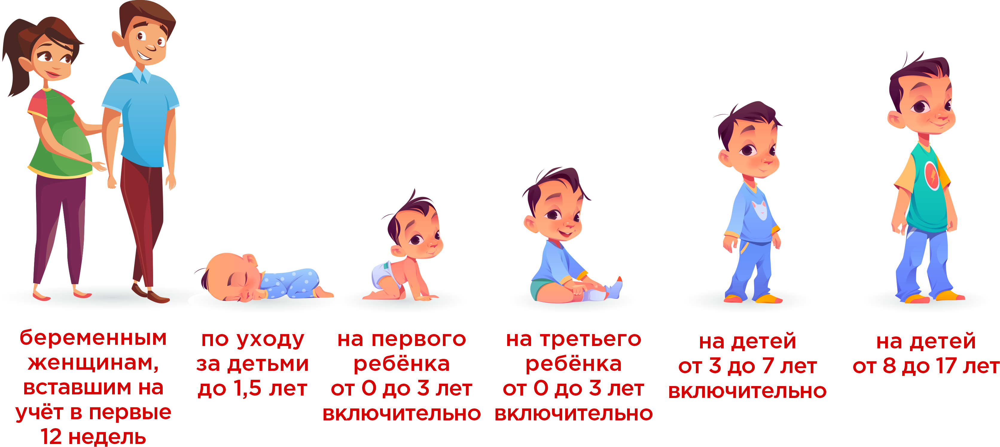 беременным
женщинам,
вставшим на
учёт в первые
12 недель
по уходу
за детьми
до 1,5 лет
на первого
ребёнка
от 0 до 3 лет
включительно
на третьего
ребёнка
от 0 до 3 лет
включительно
на детей
от 3 до 7 лет
включительно
на детей
от 8 до 17 лет